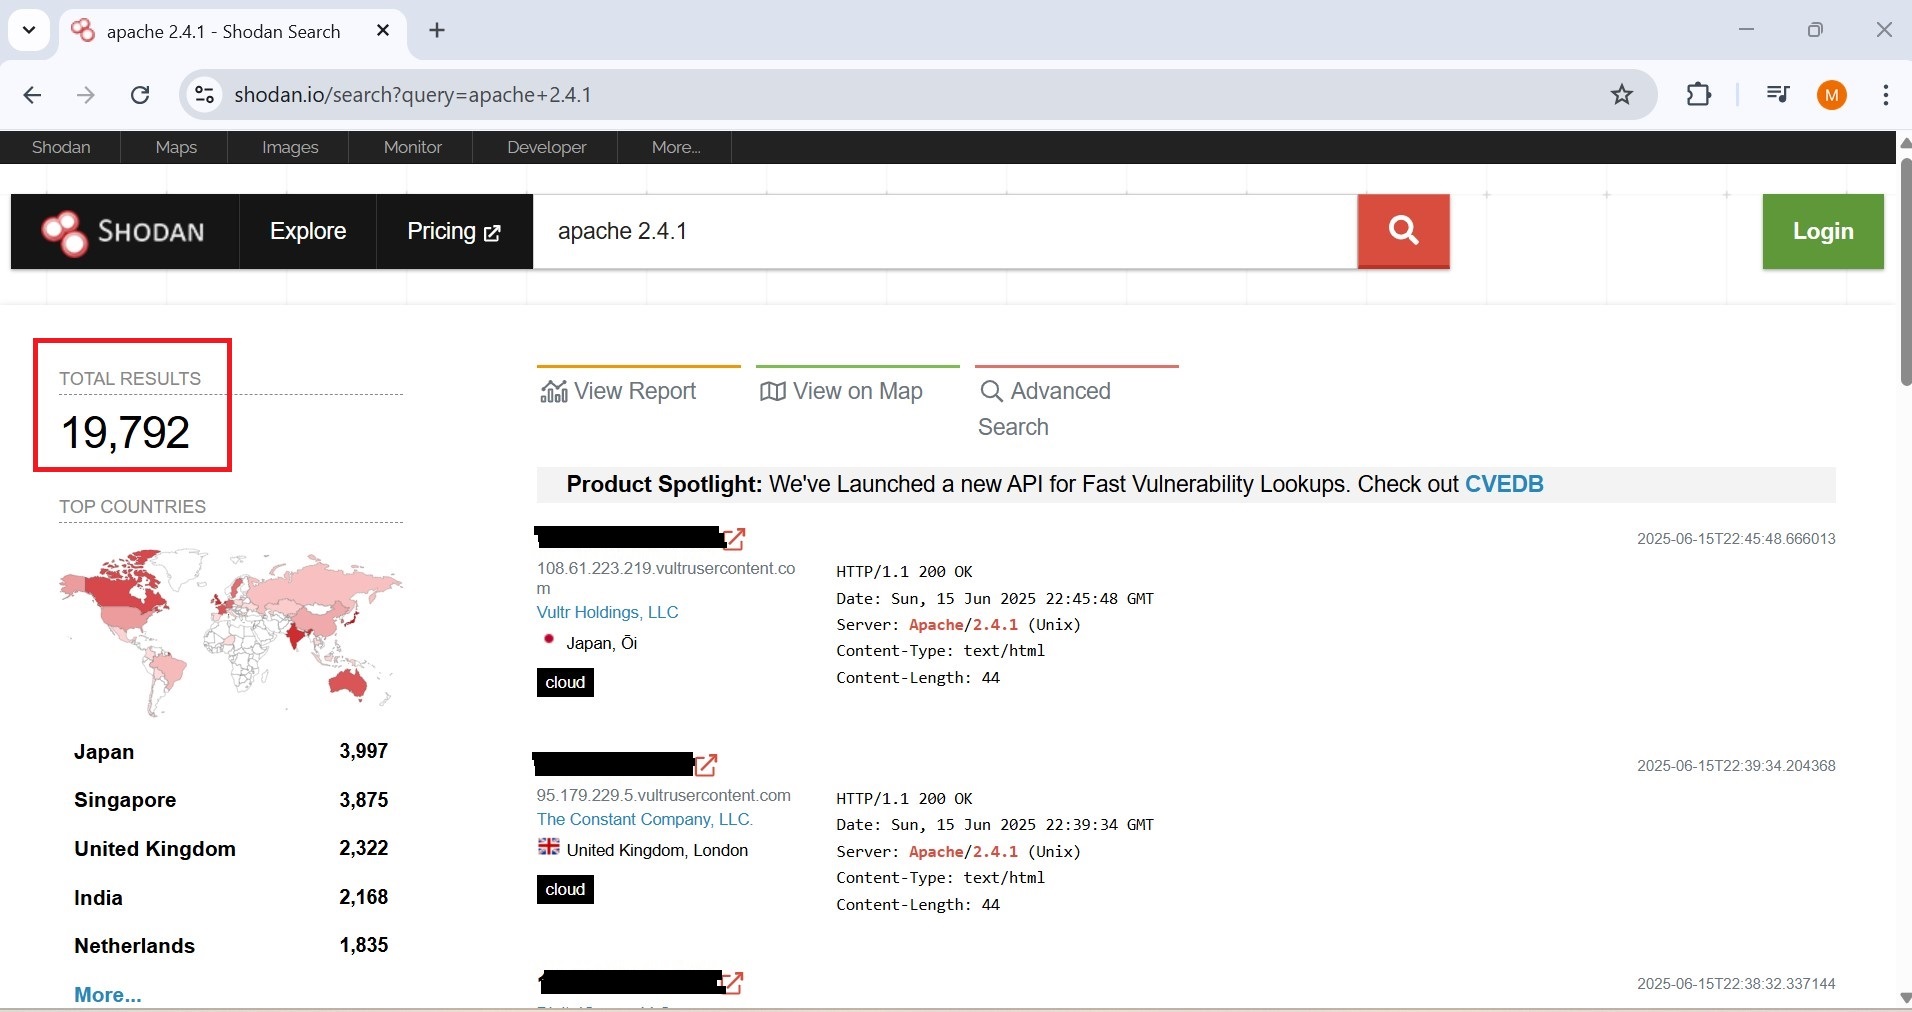 apache 2.4.1 - Shodan Search
shodan.io/search?query=apache+2.4.1
M
Shodan Maps Images Monitor Developer More...
SHODAN Explore Pricing apache 2.4.1 Login
TOTAL RESULTS
19,792
TOP COUNTRIES
Japan 3,997
Singapore 3,875
United Kingdom 2,322
India 2,168
Netherlands 1,835
More...
View Report View on Map Advanced
Search
Product Spotlight: We've Launched a new API for Fast Vulnerability Lookups. Check out CVEDB
2025-06-15T22:45:48.666013
108.61.223.219.vultrusercontent.co
m
Vultr Holdings, LLC
Japan, Ōi
cloud
HTTP/1.1 200 OK
Date: Sun, 15 Jun 2025 22:45:48 GMT
Server: Apache/2.4.1 (Unix)
Content-Type: text/html
Content-Length: 44
2025-06-15T22:39:34.204368
95.179.229.5.vultrusercontent.com
The Constant Company, LLC.
United Kingdom, London
cloud
HTTP/1.1 200 OK
Date: Sun, 15 Jun 2025 22:39:34 GMT
Server: Apache/2.4.1 (Unix)
Content-Type: text/html
Content-Length: 44
2025-06-15T22:38:32.337144